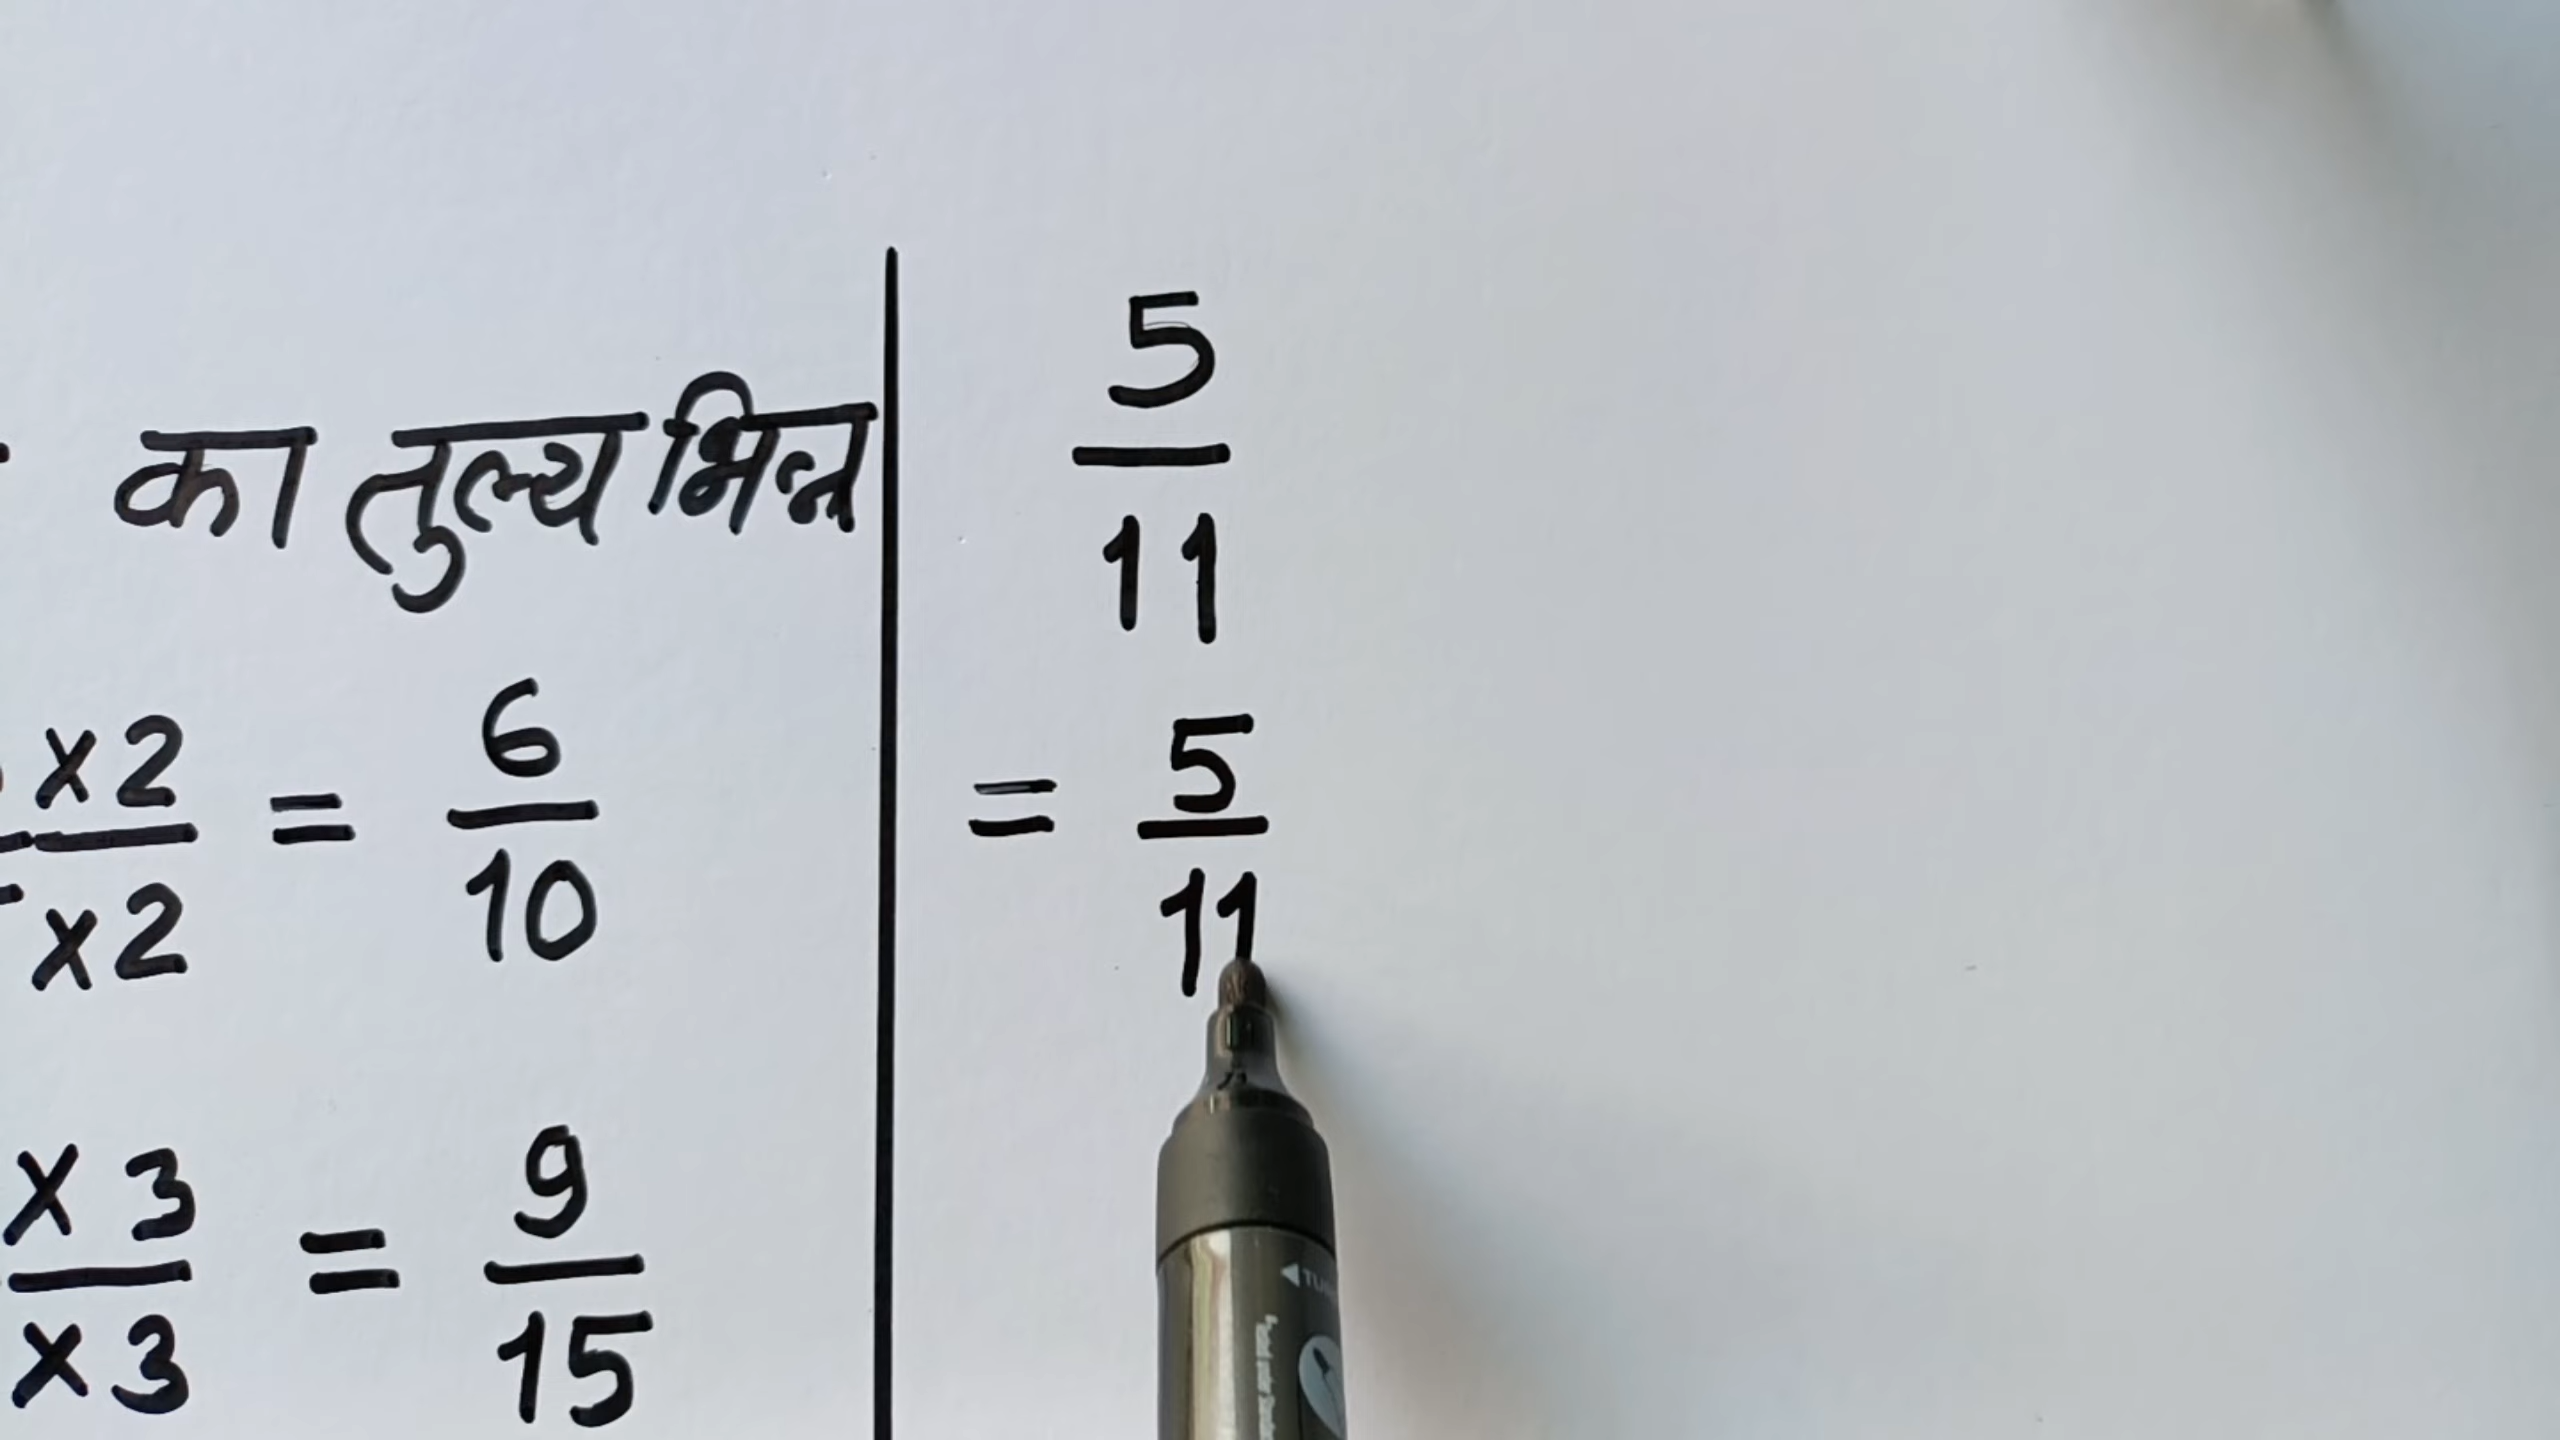 का तुल्य भिन्न
x2 = 6
x2 10
x 3 = 9
x 3 15
5
11
= 5
11